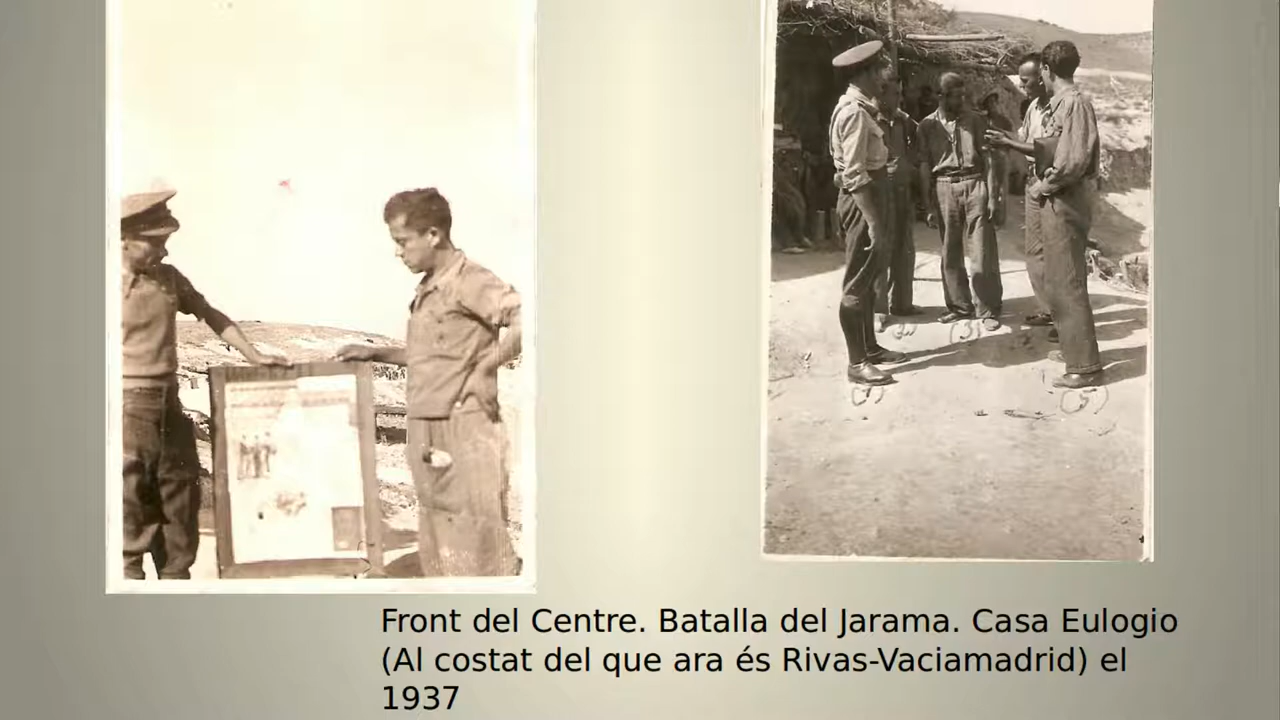 Front del Centre. Batalla del Jarama. Casa Eulogio
(Al costat del que ara és Rivas-Vaciamadrid) el
1937